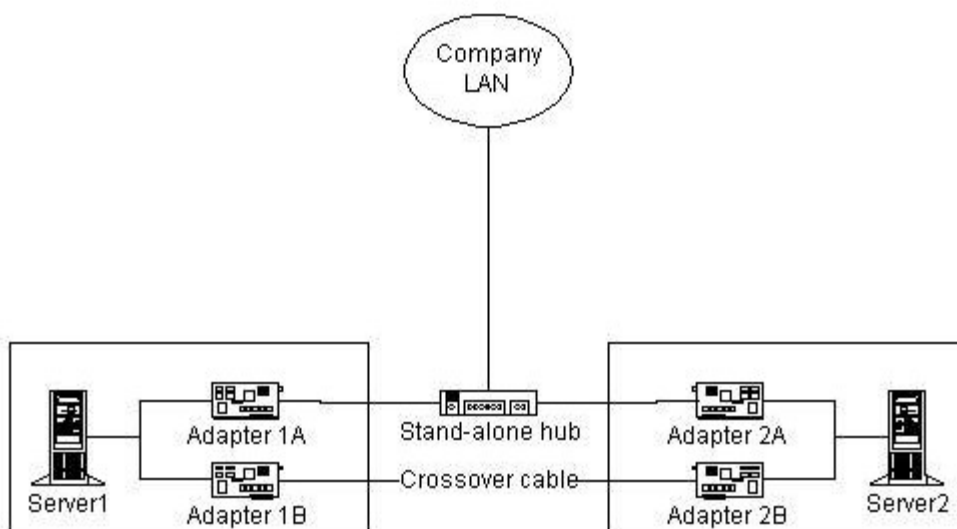 Company
LAN
Adapter 1A
Stand-alone hub
Adapter 2A
Crossover cable
Server1
Adapter 1B
Adapter 2B
Server2